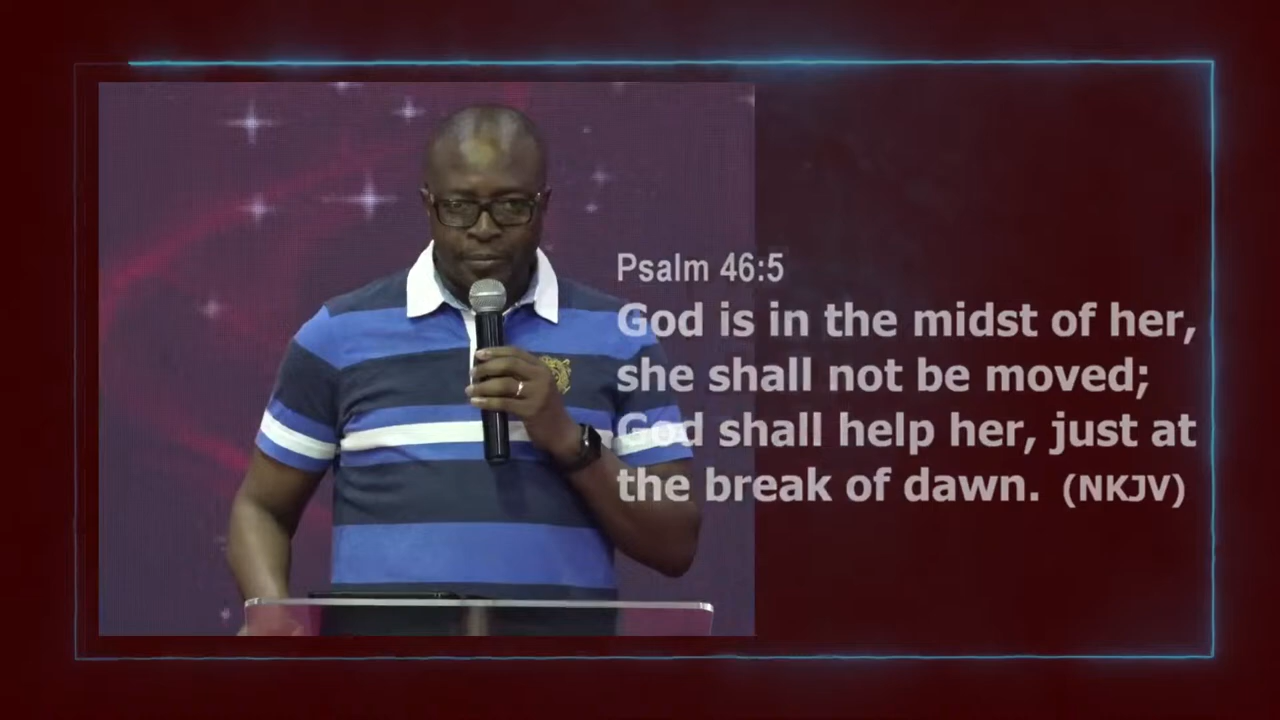 Psalm 46:5
God is in the midst of her,
she shall not be moved;
God shall help her, just at
the break of dawn. (NKJV)